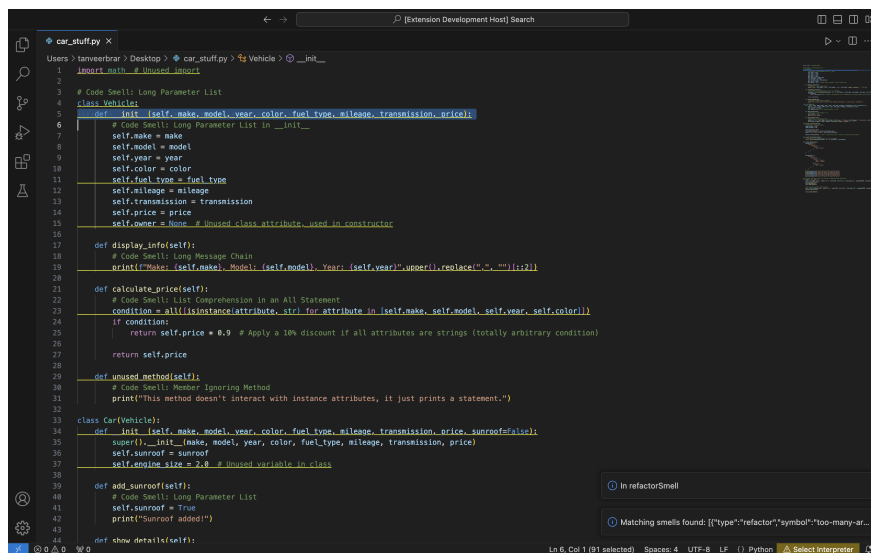 [Extension Development Host] Search
car_stuff.py
Users > tanveerbrar > Desktop > car_stuff.py > Vehicle > __init__
1 import math  # Unused import
2
3 # Code Smell: Long Parameter List
4 class Vehicle:
5     def __init__(self, make, model, year, color, fuel_type, mileage, transmission, price):
6         # Code Smell: Long Parameter List in __init__
7         self.make = make
8         self.model = model
9         self.year = year
10         self.color = color
11         self.fuel_type = fuel_type
12         self.mileage = mileage
13         self.transmission = transmission
14         self.price = price
15         self.owner = None  # Unused class attribute, used in constructor
16
17     def display_info(self):
18         # Code Smell: Long Message Chain
19         print(f"Make: {self.make}, Model: {self.model}, Year: {self.year}".upper().replace(",", "")[::2])
20
21     def calculate_price(self):
22         # Code Smell: List Comprehension in an All Statement
23         condition = all([isinstance(attribute, str) for attribute in [self.make, self.model, self.year, self.color]])
24         if condition:
25             return self.price * 0.9  # Apply a 10% discount if all attributes are strings (totally arbitrary condition)
26
27         return self.price
28
29     def unused_method(self):
30         # Code Smell: Member Ignoring Method
31         print("This method doesn't interact with instance attributes, it just prints a statement.")
32
33 class Car(Vehicle):
34     def __init__(self, make, model, year, color, fuel_type, mileage, transmission, price, sunroof=False):
35         super().__init__(make, model, year, color, fuel_type, mileage, transmission, price)
36         self.sunroof = sunroof
37         self.engine_size = 2.0  # Unused variable in class
38
39     def add_sunroof(self):
40         # Code Smell: Long Parameter List
41         self.sunroof = True
42         print("Sunroof added!")
43
44     def show_details(self):
In refactorSmell
Matching smells found: [{"type":"refactor","symbol":"too-many-ar...
0 0 0 Ln 6, Col 1 (91 selected) Spaces: 4 UTF-8 LF {} Python Select Interpreter